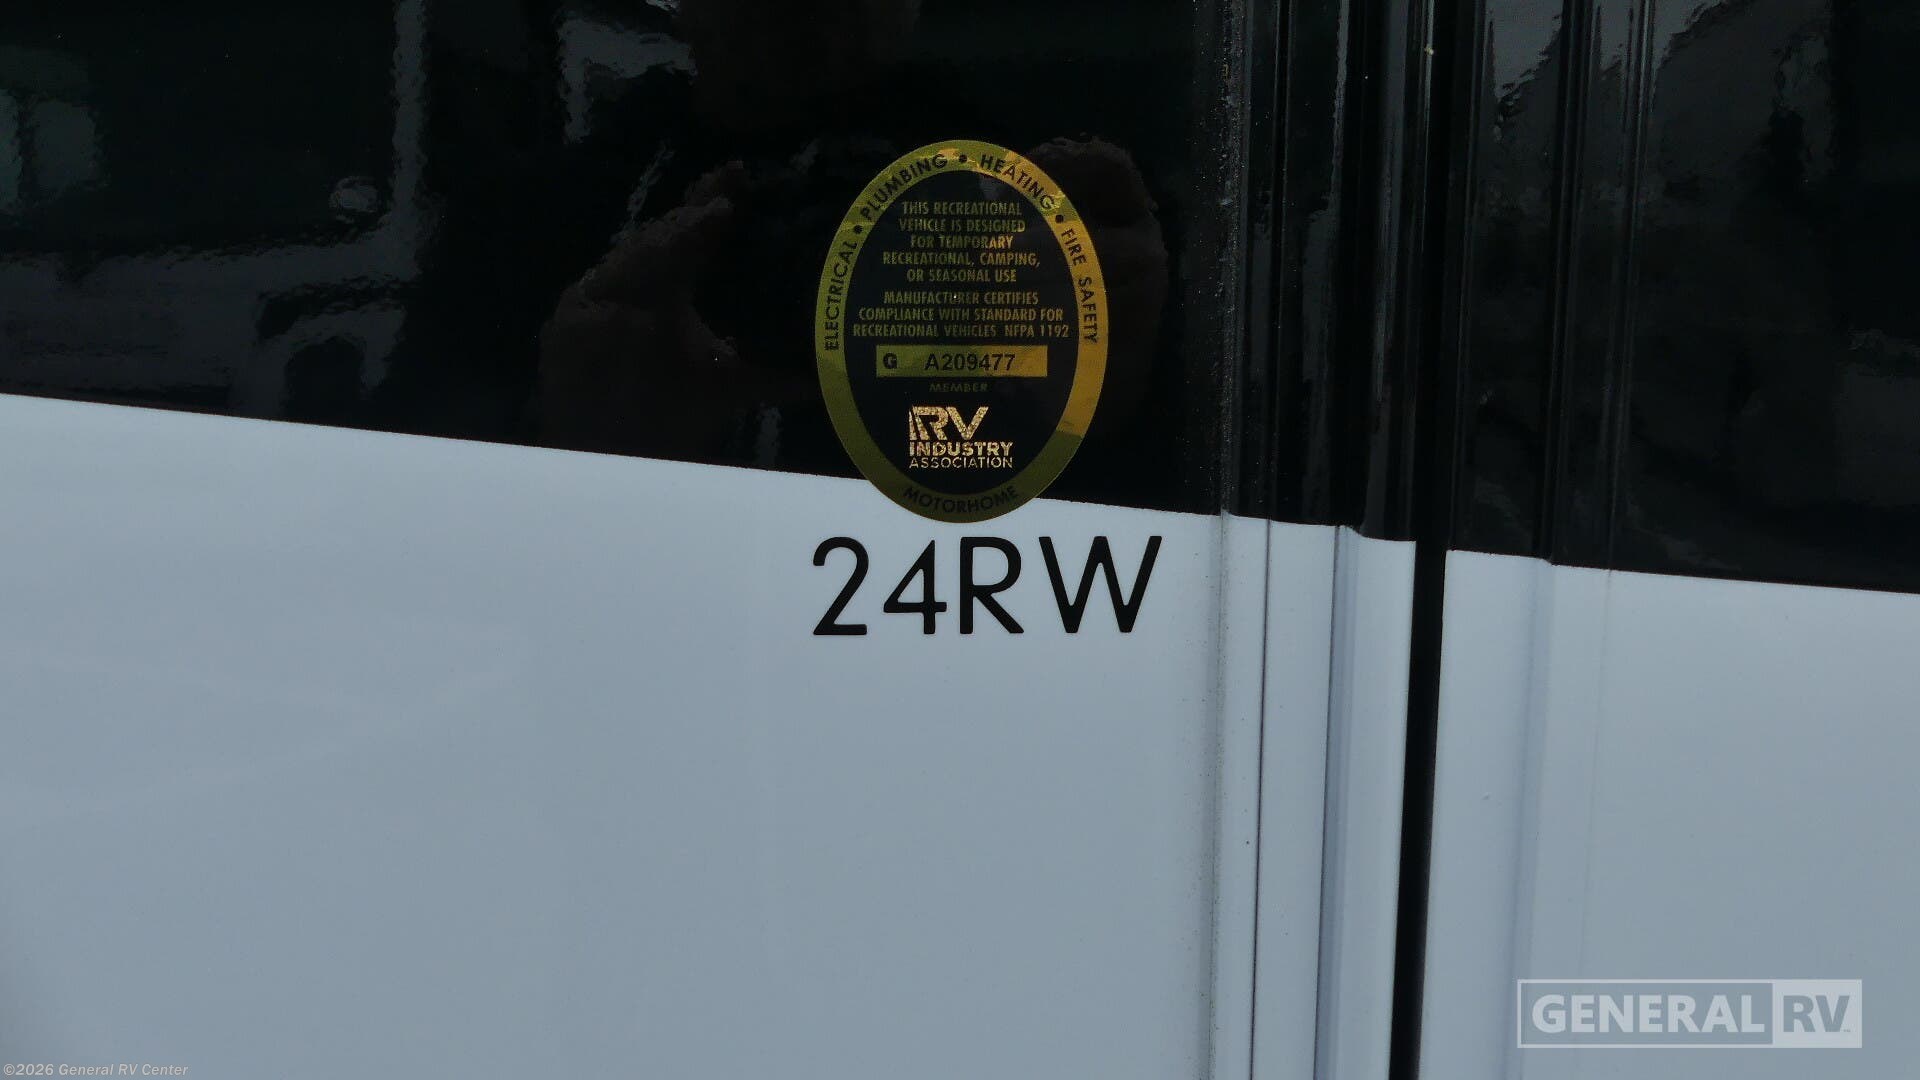 ELECTRICAL • PLUMBING • HEATING • FIRE SAFETY
THIS RECREATIONAL
VEHICLE IS DESIGNED
FOR TEMPORARY
RECREATIONAL, CAMPING,
OR SEASONAL USE
MANUFACTURER CERTIFIES
COMPLIANCE WITH STANDARD FOR
RECREATIONAL VEHICLES NFPA 1192
G A209477
MEMBER
RV
INDUSTRY
ASSOCIATION
MOTORHOME
24RW
GENERAL RV
©2026 General RV Center